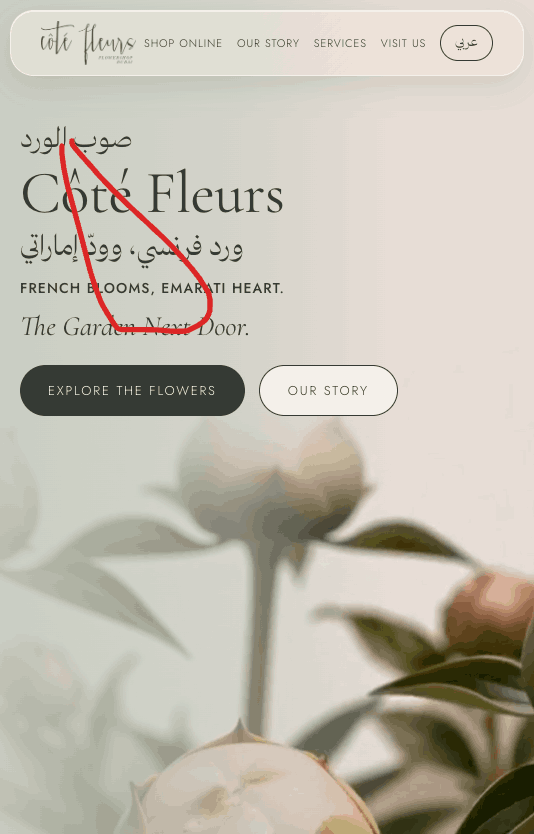 côté fleurs
SHOP ONLINE OUR STORY SERVICES VISIT US عربي
صوب الورد
Côté Fleurs
ورد فرنسي، وودّ إماراتي
FRENCH BLOOMS, EMARATI HEART.
The Garden Next Door.
EXPLORE THE FLOWERS OUR STORY